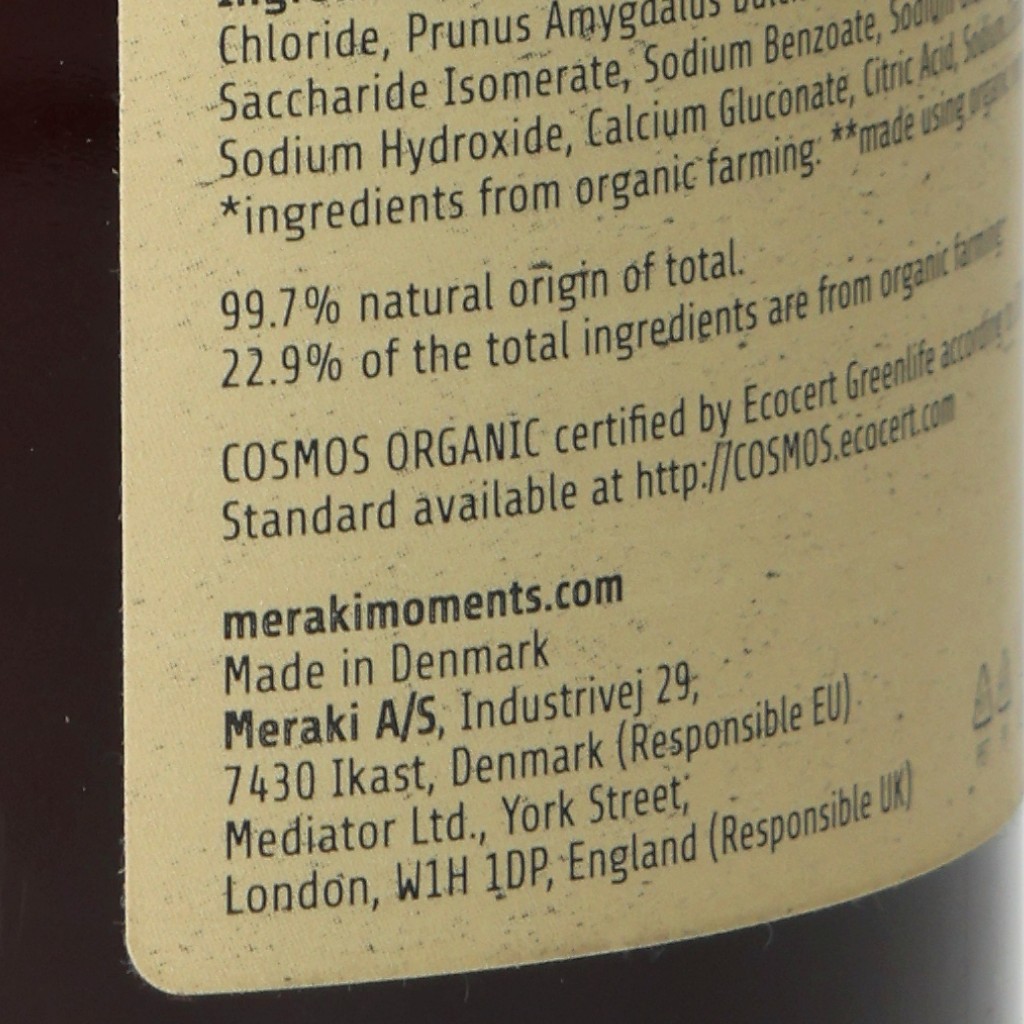 Chloride, Prunus Amygdalus
Saccharide Isomerate, Sodium Benzoate,
Sodium Hydroxide, Calcium Gluconate, Citric Acid,
*ingredients from organic farming. **made using organic
99.7% natural origin of total.
22.9% of the total ingredients are from organic farming
COSMOS ORGANIC certified by Ecocert Greenlife according
Standard available at http://COSMOS.ecocert.com
merakimoments.com
Made in Denmark
Meraki A/S, Industrivej 29,
7430 Ikast, Denmark (Responsible EU)
Mediator Ltd., York Street,
London, W1H 1DP, England (Responsible UK)